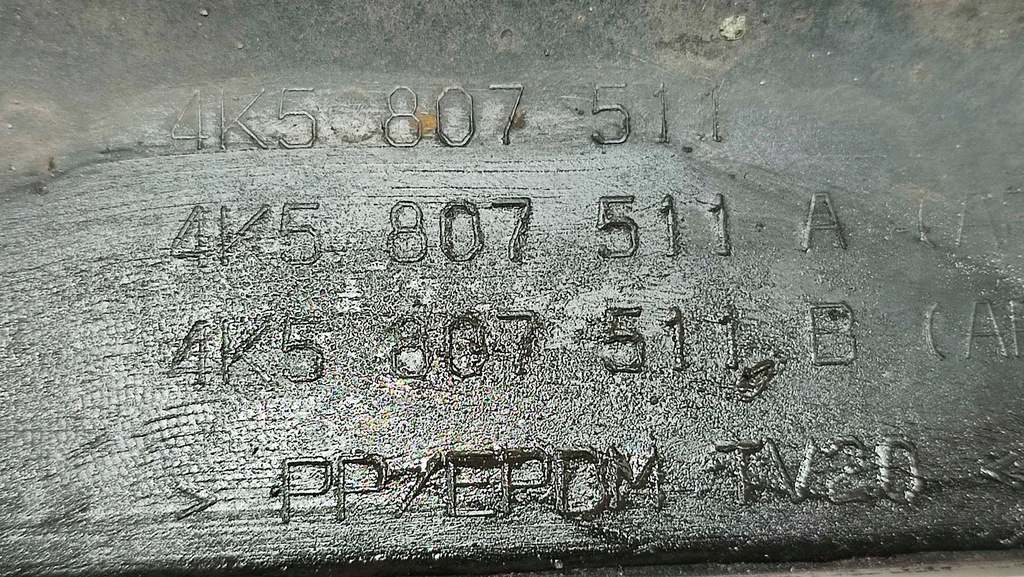 4K5 807 511
4K5 807 511 A
4K5 807 511 B
>PP/EPDM TV20<